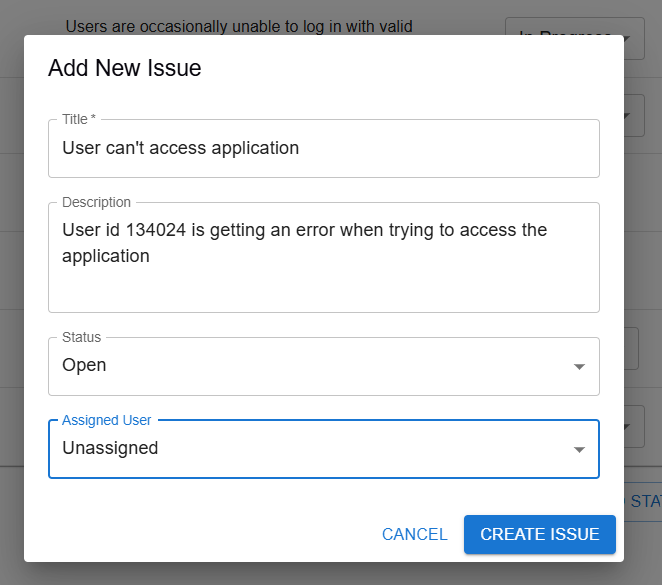 Users are occasionally unable to log in with valid
In Progress
Add New Issue
Title *
User can't access application
Description
User id 134024 is getting an error when trying to access the
application
Status
Open
Assigned User
Unassigned
CANCEL
CREATE ISSUE